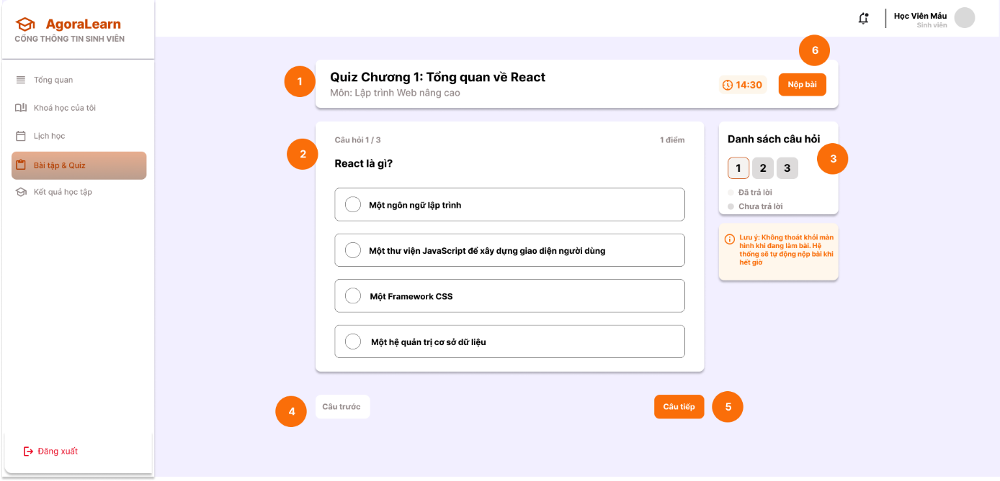 AgoraLearn
CỔNG THÔNG TIN SINH VIÊN
Tổng quan
Khoá học của tôi
Lịch học
Bài tập & Quiz
Kết quả học tập
Đăng xuất
Học Viên Mẫu
Sinh viên
6
1
Quiz Chương 1: Tổng quan về React
Môn: Lập trình Web nâng cao
14:30
Nộp bài
2
Câu hỏi 1 / 3
1 điểm
React là gì?
Một ngôn ngữ lập trình
Một thư viện JavaScript để xây dựng giao diện người dùng
Một Framework CSS
Một hệ quản trị cơ sở dữ liệu
Danh sách câu hỏi
3
1 2 3
Đã trả lời
Chưa trả lời
Lưu ý: Không thoát khỏi màn
hình khi đang làm bài. Hệ
thống sẽ tự động nộp bài khi
hết giờ
4
Câu trước
Câu tiếp
5